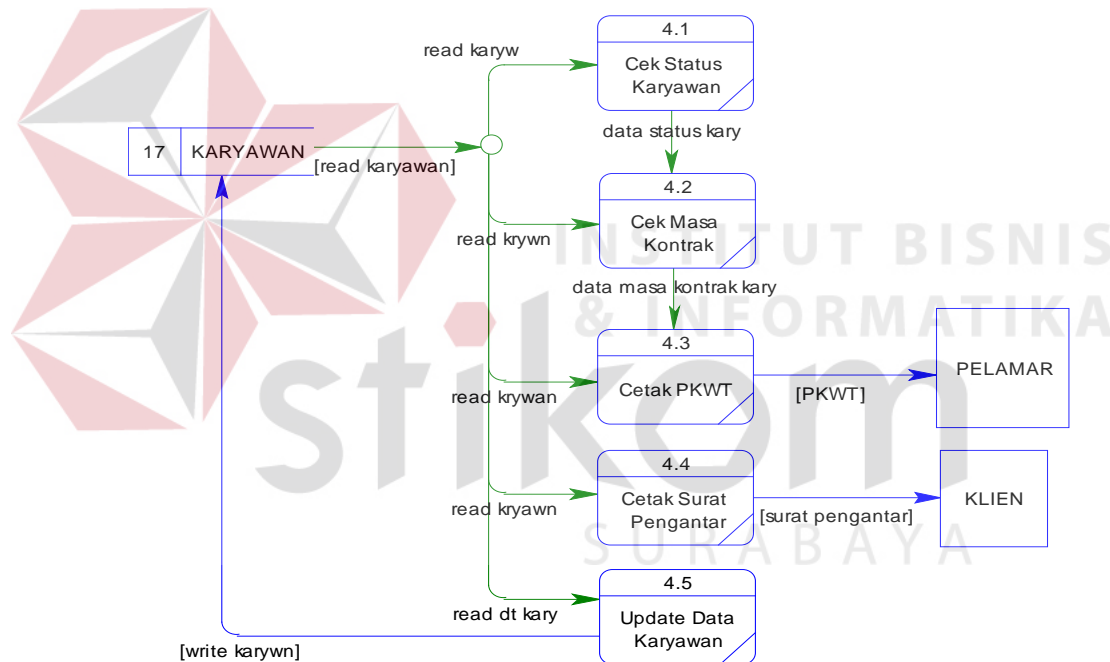 4.1
read karyw
Cek Status
Karyawan
data status kary
17 KARYAWAN
[read karyawan]
4.2
Cek Masa
Kontrak
read krywn
INSTITUT BISNIS
& INFORMATIKA
data masa kontrak kary
4.3
Cetak PKWT
read krywan
[PKWT]
PELAMAR
stikom
4.4
Cetak Surat
Pengantar
read kryawn
[surat pengantar]
KLIEN
SURABAYA
4.5
Update Data
Karyawan
read dt kary
[write karywn]